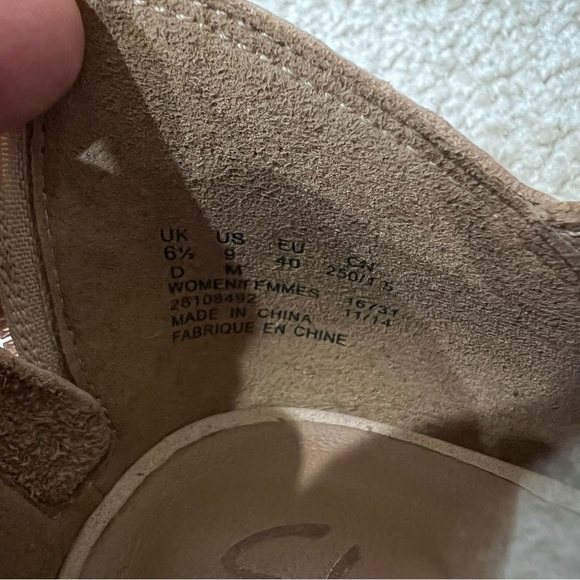 UK US EU CN
6½ 9 40 250/1.5
D M
WOMEN/FEMMES 16/31
26108492 11/14
MADE IN CHINA
FABRIQUE EN CHINE